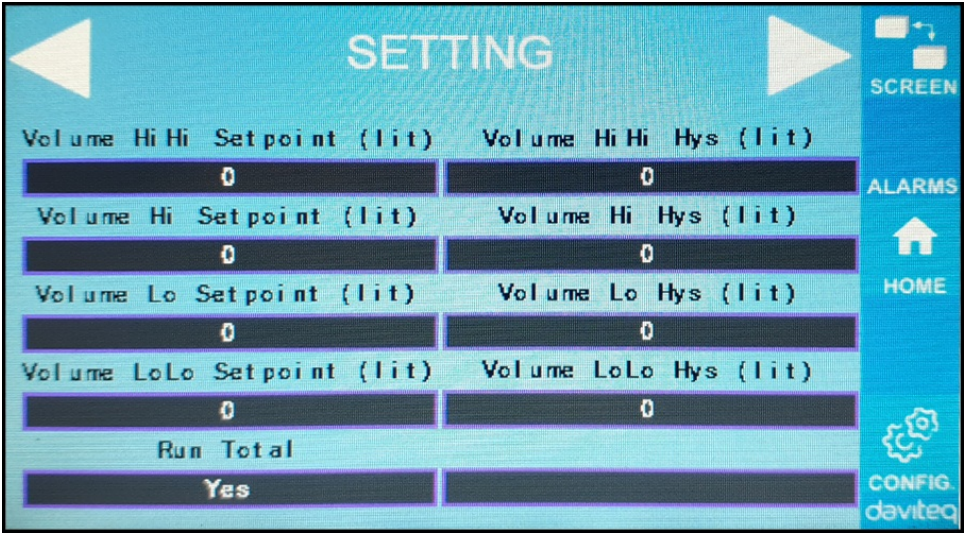 SETTING
SCREEN
Volume HiHi Setpoint (lit) Volume HiHi Hys (lit)
0 0
ALARMS
Volume Hi Setpoint (lit) Volume Hi Hys (lit)
0 0
HOME
Volume Lo Setpoint (lit) Volume Lo Hys (lit)
0 0
Volume LoLo Setpoint (lit) Volume LoLo Hys (lit)
0 0
Run Total
Yes
CONFIG.
daviteq